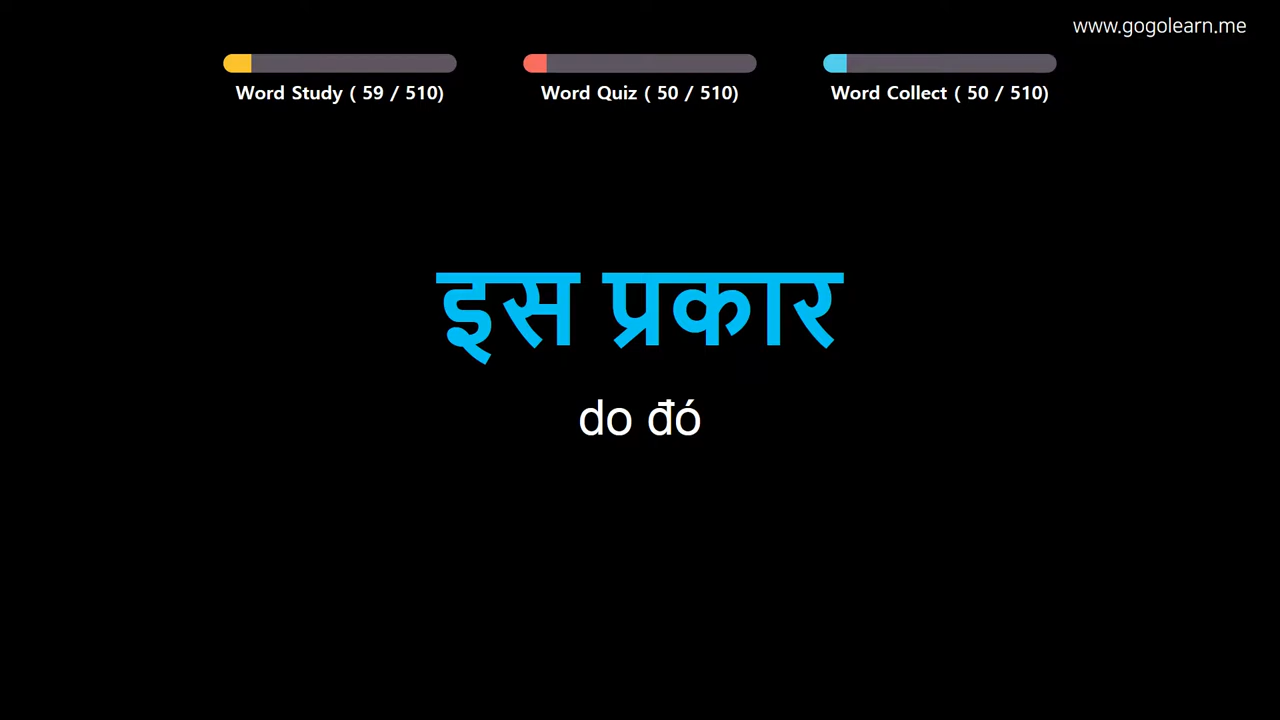 www.gogolearn.me
Word Study ( 59 / 510)
Word Quiz ( 50 / 510)
Word Collect ( 50 / 510)
इस प्रकार
do đó